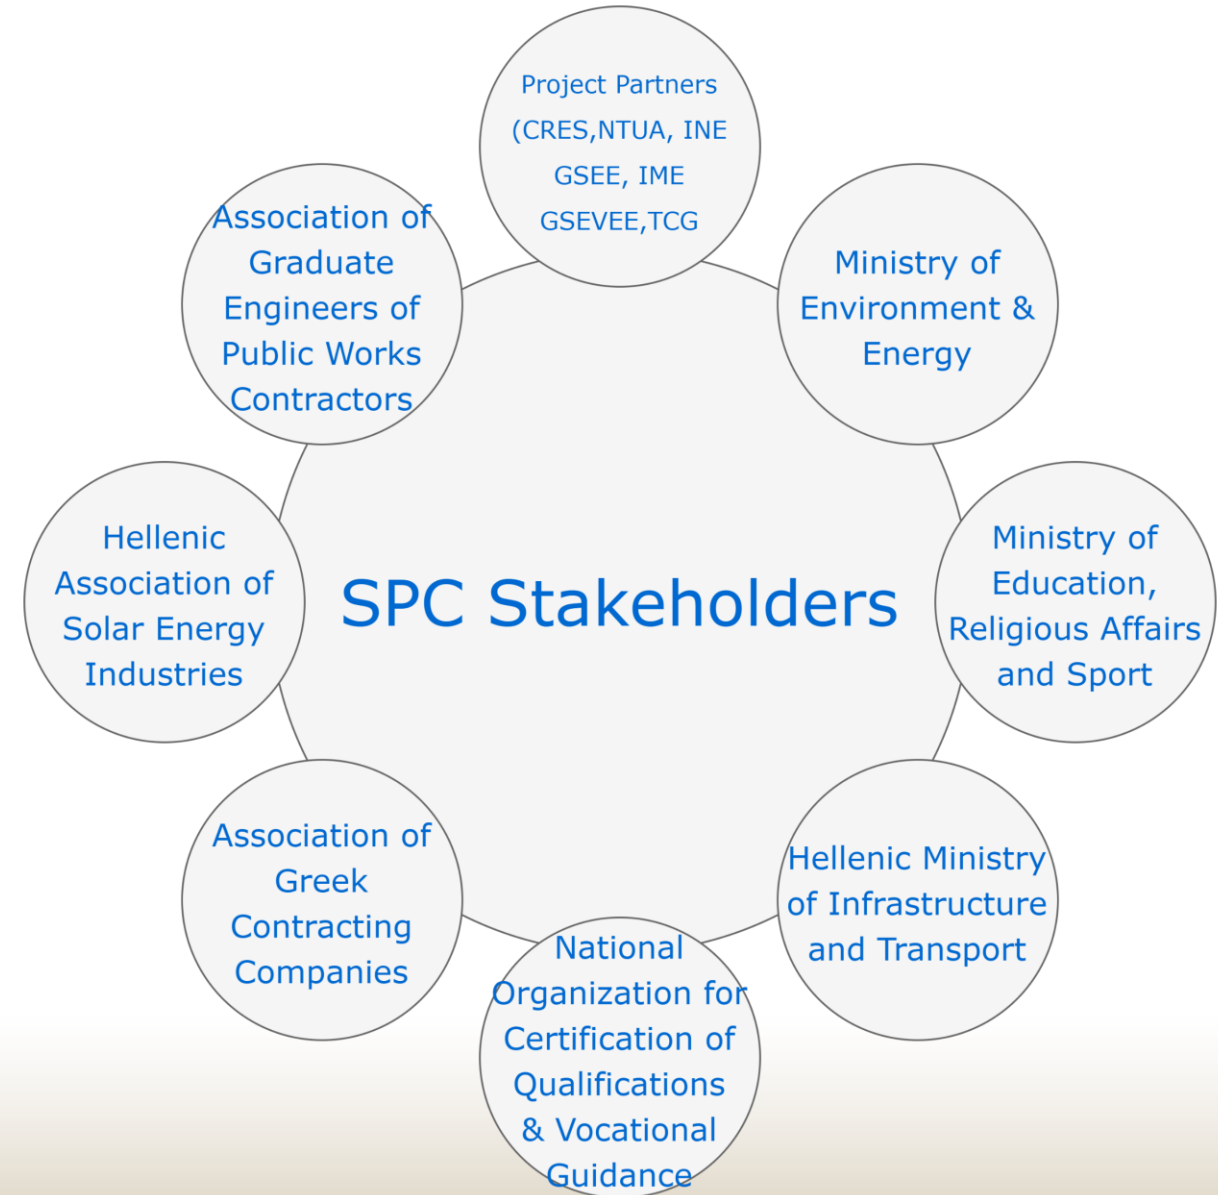 Project Partners
(CRES,NTUA, INE
GSEE, IME
GSEVEE,TCG
Ministry of
Environment &
Energy
Ministry of
Education,
Religious Affairs
and Sport
Hellenic Ministry
of Infrastructure
and Transport
National
Organization for
Certification of
Qualifications
& Vocational
Guidance
Association of
Greek
Contracting
Companies
Hellenic
Association of
Solar Energy
Industries
Association of
Graduate
Engineers of
Public Works
Contractors
SPC Stakeholders